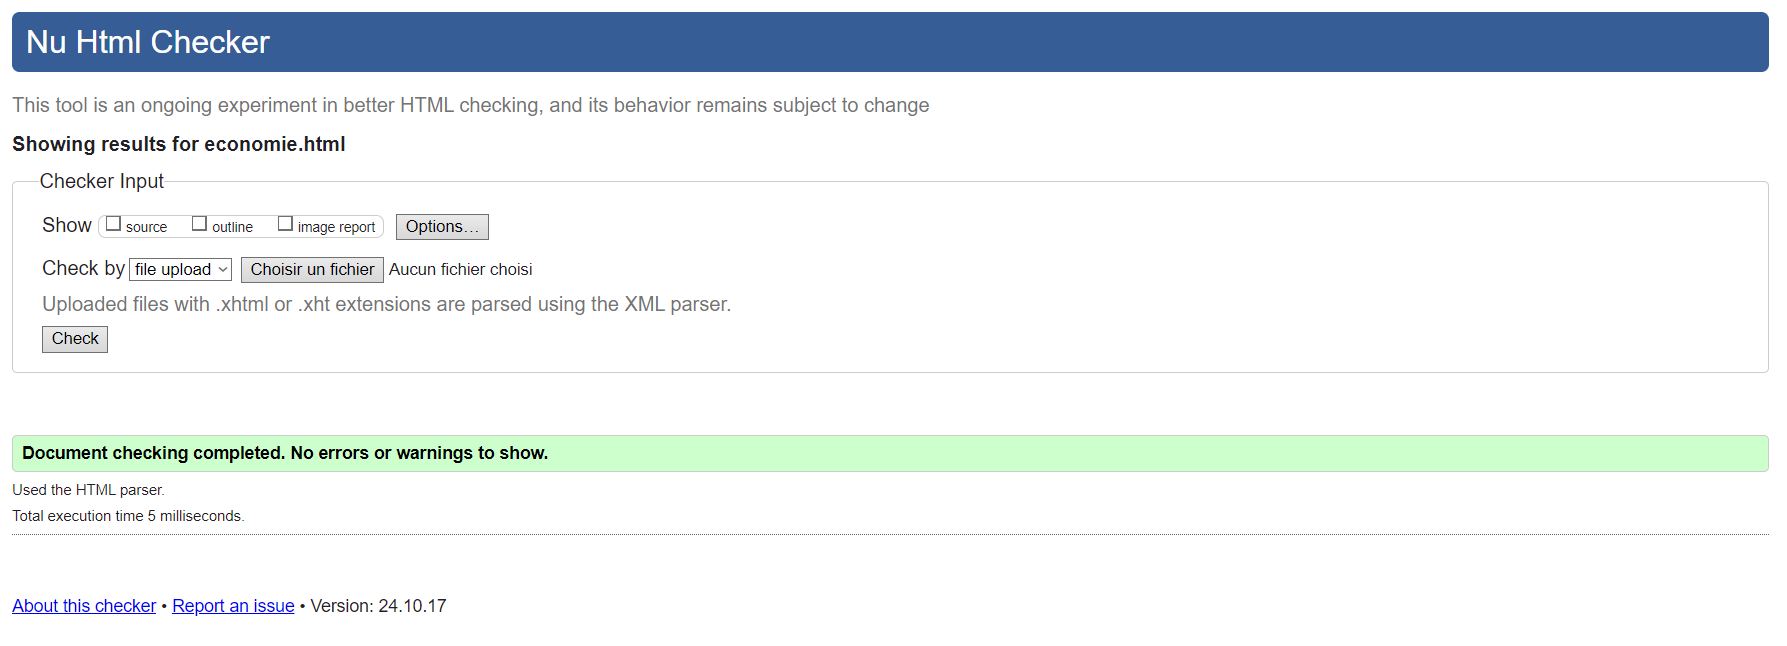 Nu Html Checker
This tool is an ongoing experiment in better HTML checking, and its behavior remains subject to change
Showing results for economie.html
Checker Input
Show source outline image report Options...
Check by file upload Choisir un fichier Aucun fichier choisi
Uploaded files with .xhtml or .xht extensions are parsed using the XML parser.
Check
Document checking completed. No errors or warnings to show.
Used the HTML parser.
Total execution time 5 milliseconds.
About this checker • Report an issue • Version: 24.10.17